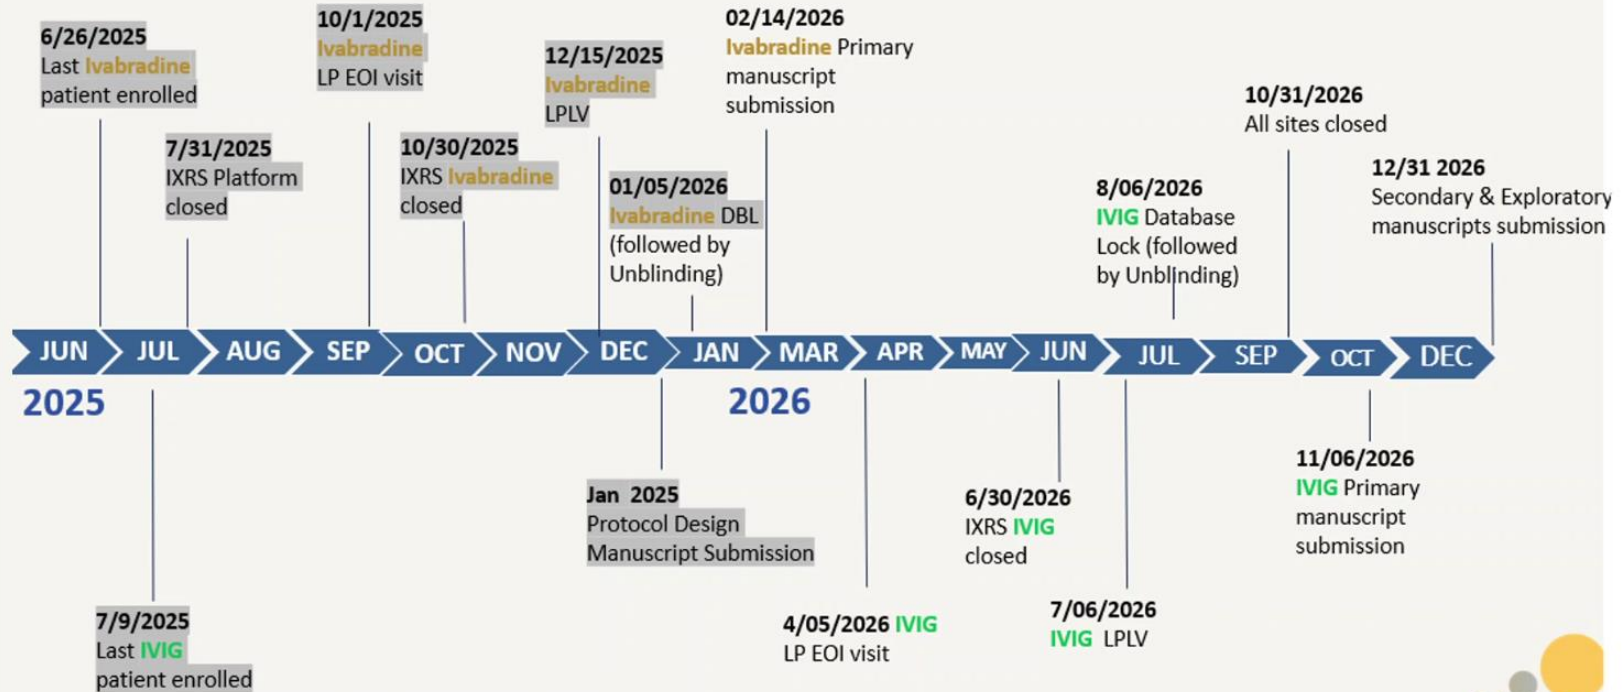 6/26/2025
Last Ivabradine
patient enrolled
7/31/2025
IXRS Platform
closed
10/1/2025
Ivabradine
LP EOI visit
10/30/2025
IXRS Ivabradine
closed
12/15/2025
Ivabradine
LPLV
01/05/2026
Ivabradine DBL
(followed by
Unblinding)
02/14/2026
Ivabradine Primary
manuscript
submission
8/06/2026
IVIG Database
Lock (followed
by Unblinding)
10/31/2026
All sites closed
12/31 2026
Secondary & Exploratory
manuscripts submission
JUN JUL AUG SEP OCT NOV DEC JAN MAR APR MAY JUN JUL SEP OCT DEC
2025 2026
7/9/2025
Last IVIG
patient enrolled
Jan 2025
Protocol Design
Manuscript Submission
4/05/2026 IVIG
LP EOI visit
6/30/2026
IXRS IVIG
closed
7/06/2026
IVIG LPLV
11/06/2026
IVIG Primary
manuscript
submission